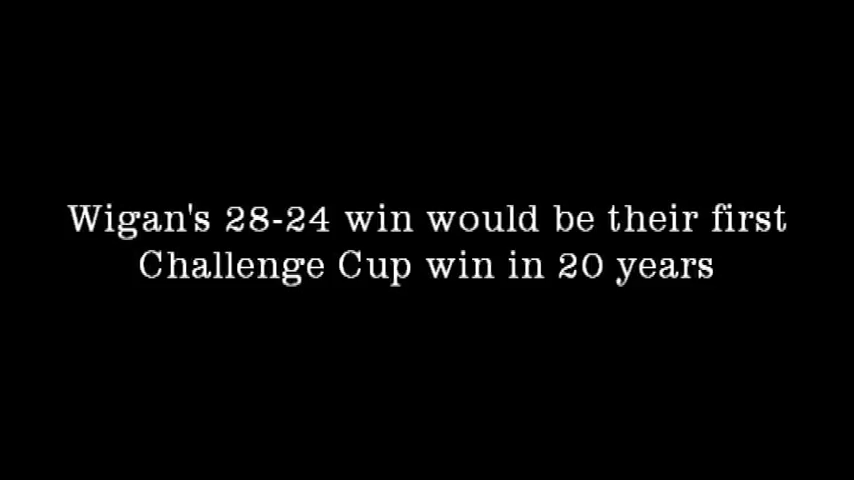 Wigan's 28-24 win would be their first
Challenge Cup win in 20 years